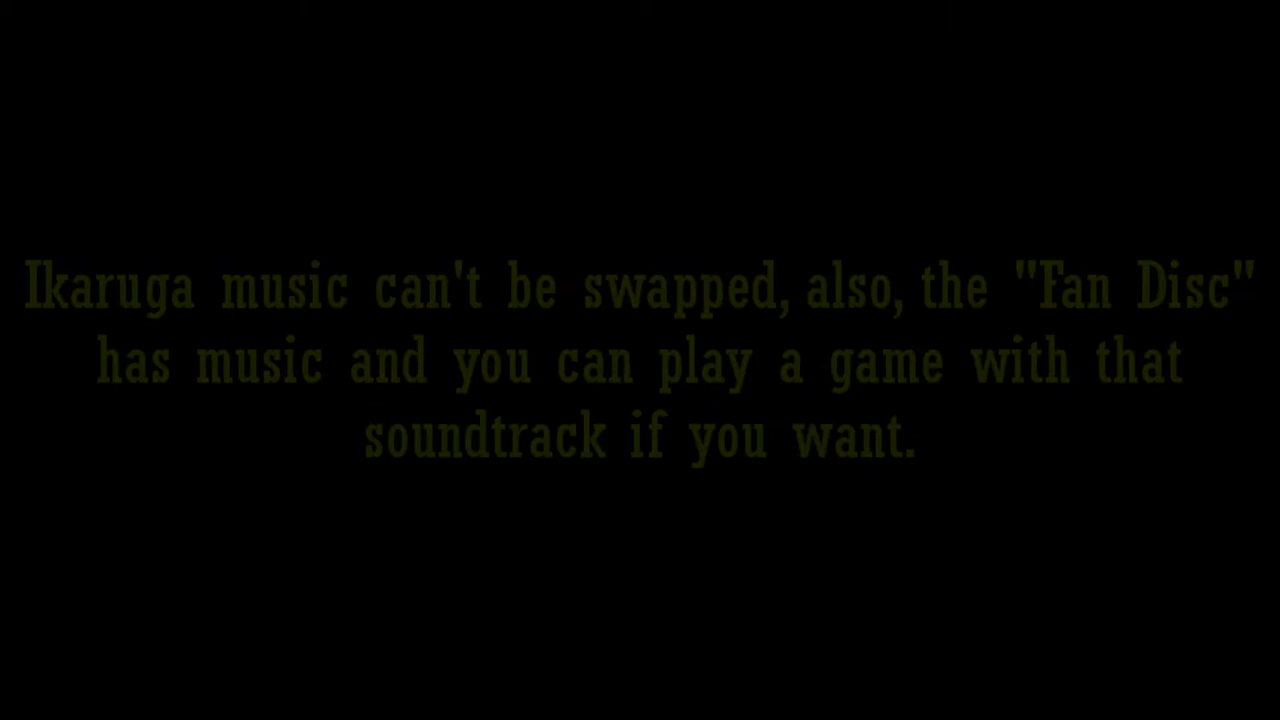 Ikaruga music can't be swapped, also, the "Fan Disc"
has music and you can play a game with that
soundtrack if you want.